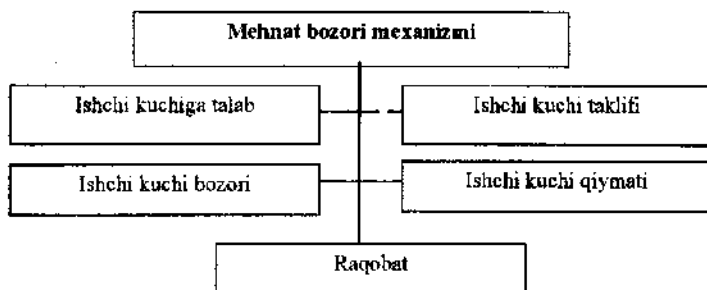 Mehnat bozori mexanizmi
Ishchi kuchiga talab
Ishchi kuchi taklifi
Ishchi kuchi bozori
Ishchi kuchi qiymati
Raqobat